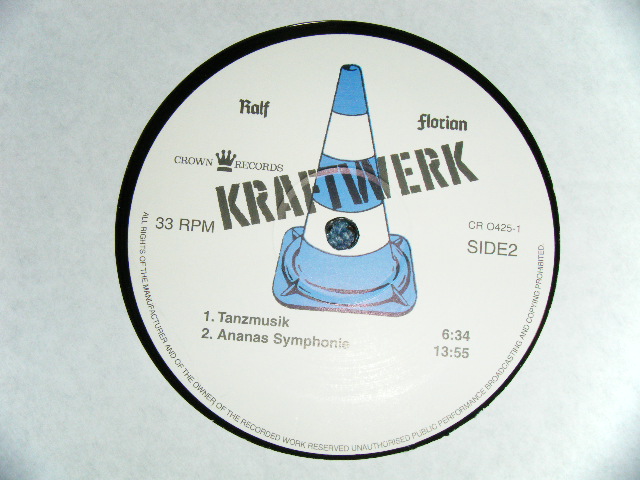 Ralf
Florian
CROWN RECORDS
KRAFTWERK
33 RPM
CR O425-1
SIDE2
1. Tanzmusik 6:34
2. Ananas Symphonie 13:55
ALL RIGHTS OF THE MANUFACTURER AND OF THE OWNER OF THE RECORDED WORK RESERVED UNAUTHORISED PUBLIC PERFORMANCE BROADCASTING AND COPYING PROHIBITED.